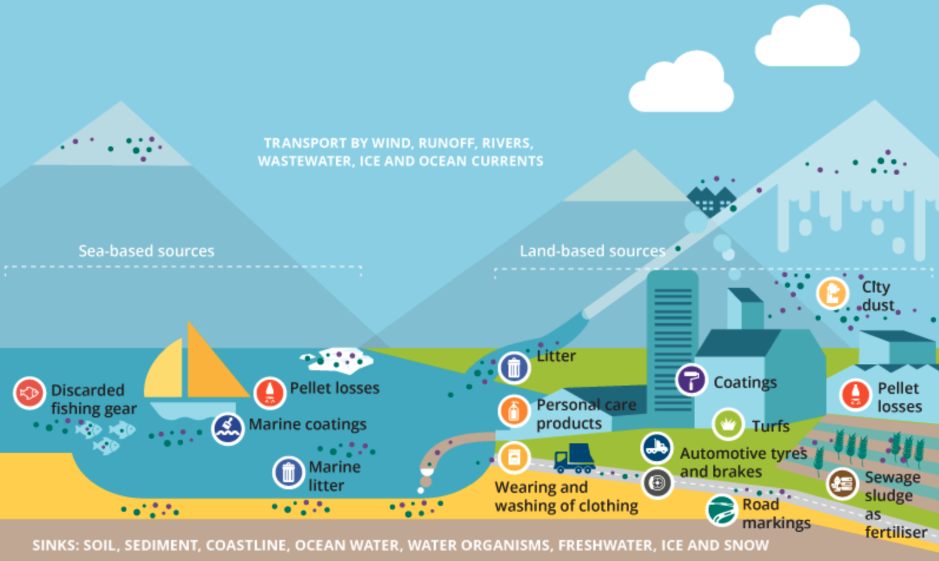 TRANSPORT BY WIND, RUNOFF, RIVERS,
WASTEWATER, ICE AND OCEAN CURRENTS
Sea-based sources
Land-based sources
City
dust
Litter
Discarded
fishing gear
Pellet losses
Marine coatings
Marine
litter
Personal care
products
Coatings
Pellet
losses
Turfs
Automotive tyres
and brakes
Wearing and
washing of clothing
Road
markings
Sewage
sludge
as
fertiliser
SINKS: SOIL, SEDIMENT, COASTLINE, OCEAN WATER, WATER ORGANISMS, FRESHWATER, ICE AND SNOW